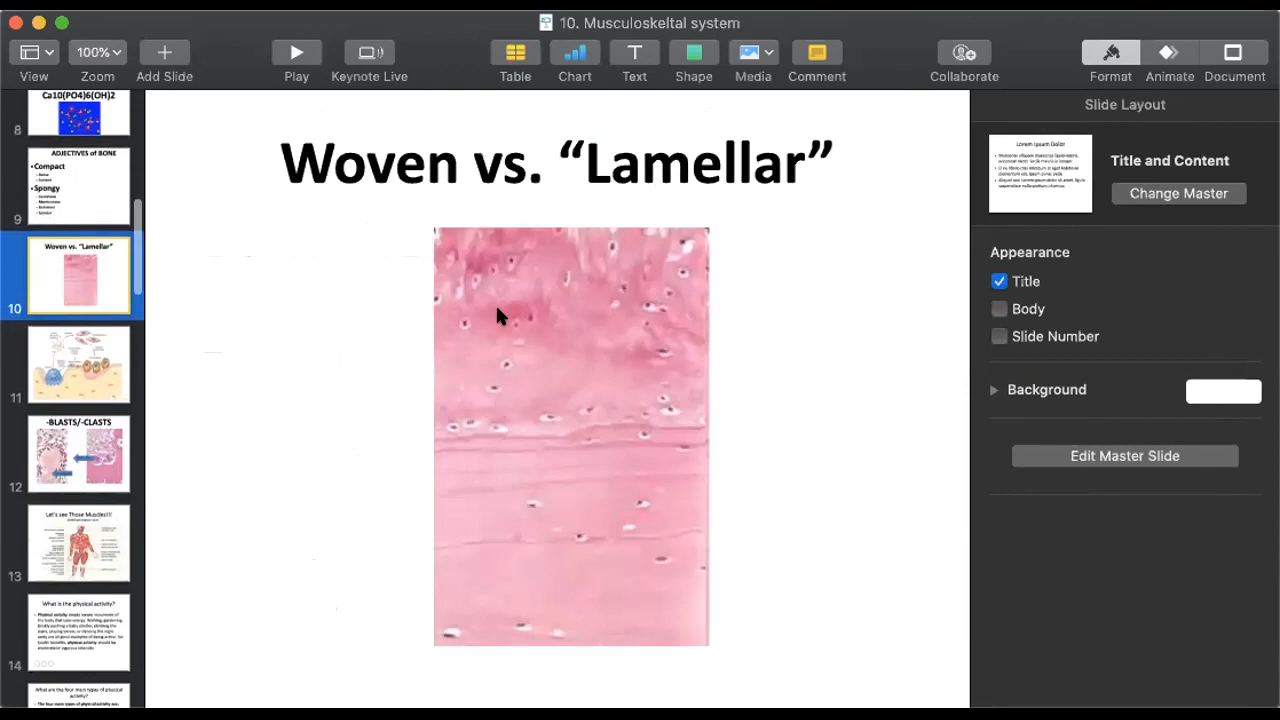 10. Musculoskeltal system
100%
View
Zoom
Add Slide
Play
Keynote Live
Table
Chart
Text
Shape
Media
Comment
Collaborate
Format
Animate
Document
Ca10(PO4)6(OH)2
8
ADJECTIVES of BONE
•Compact
•Spongy
9
Woven vs. “Lamellar”
10
11
-BLASTS/-CLASTS
12
Let's see Those Muscles!!!!
13
What is the physical activity?
14
What are the four main types of physical
activity?
Woven vs. “Lamellar”
Slide Layout
Lorem Ipsum Dolor
Title and Content
Change Master
Appearance
Title
Body
Slide Number
Background
Edit Master Slide